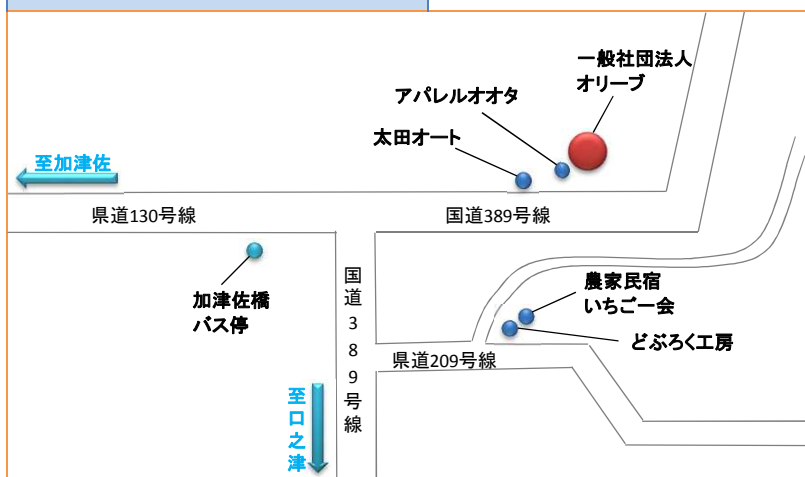 一般社団法人
オリーブ
アパレルオオタ
太田オート
至加津佐
県道130号線
国道389号線
加津佐橋
バス停
国道389号線
農家民宿
いちご一会
どぶろく工房
県道209号線
至口之津